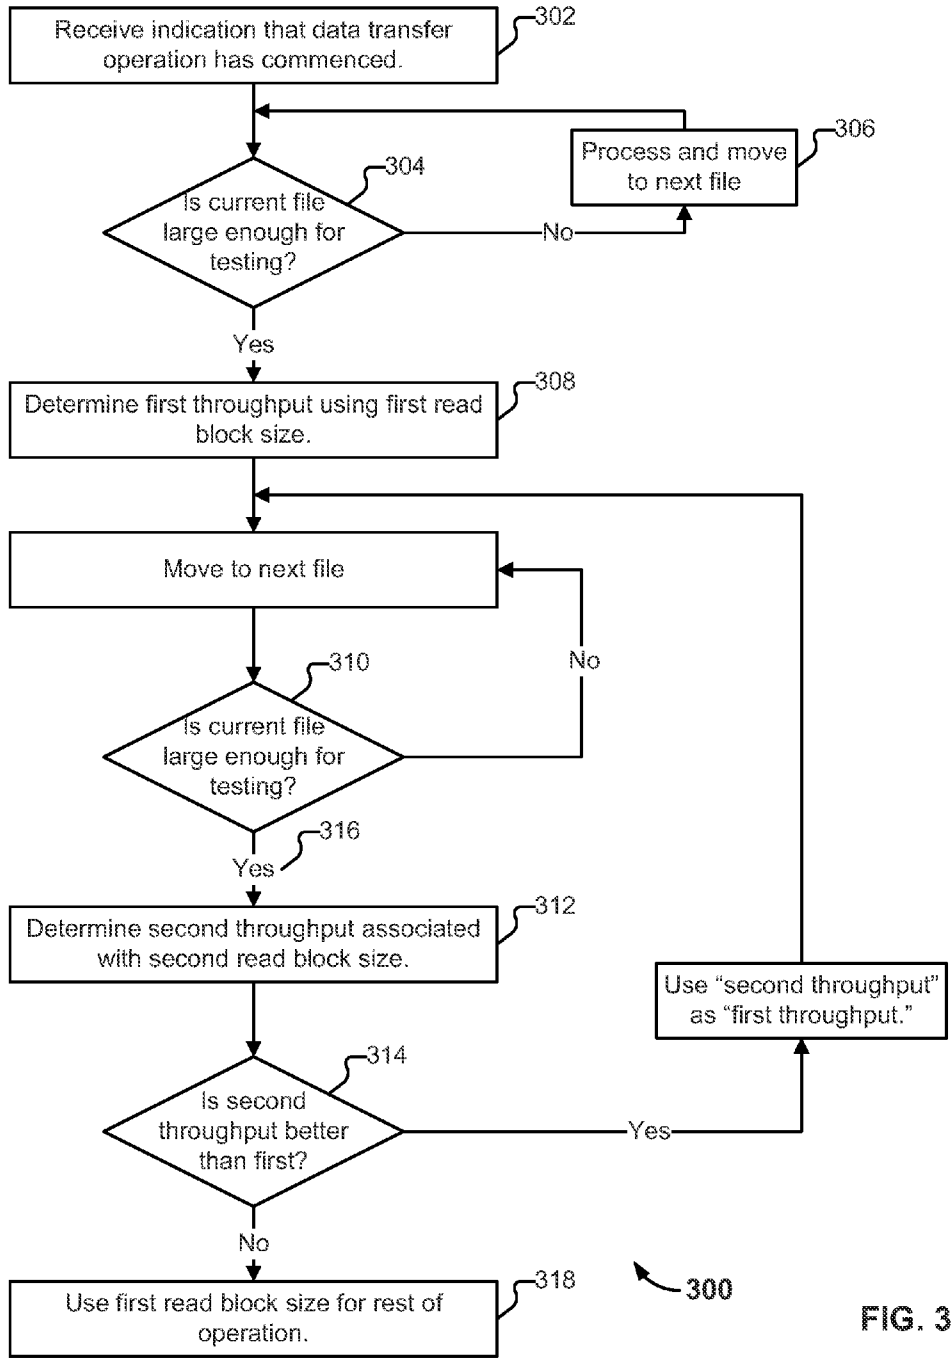 Receive indication that data transfer
operation has commenced.
302
Process and move
to next file
306
304
Is current file
large enough for
testing?
No
Yes
308
Determine first throughput using first read
block size.
Move to next file
No
310
Is current file
large enough for
testing?
316
Yes
312
Determine second throughput associated
with second read block size.
Use “second throughput”
as “first throughput.”
314
Is second
throughput better
than first?
Yes
No
318
Use first read block size for rest of
operation.
300
FIG. 3